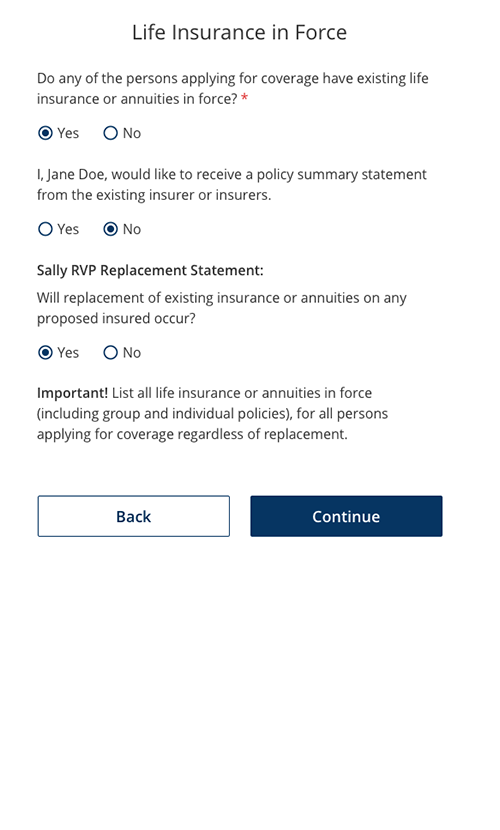 Life Insurance in Force
Do any of the persons applying for coverage have existing life
insurance or annuities in force? *
Yes No
I, Jane Doe, would like to receive a policy summary statement
from the existing insurer or insurers.
Yes No
Sally RVP Replacement Statement:
Will replacement of existing insurance or annuities on any
proposed insured occur?
Yes No
Important! List all life insurance or annuities in force
(including group and individual policies), for all persons
applying for coverage regardless of replacement.
Back Continue